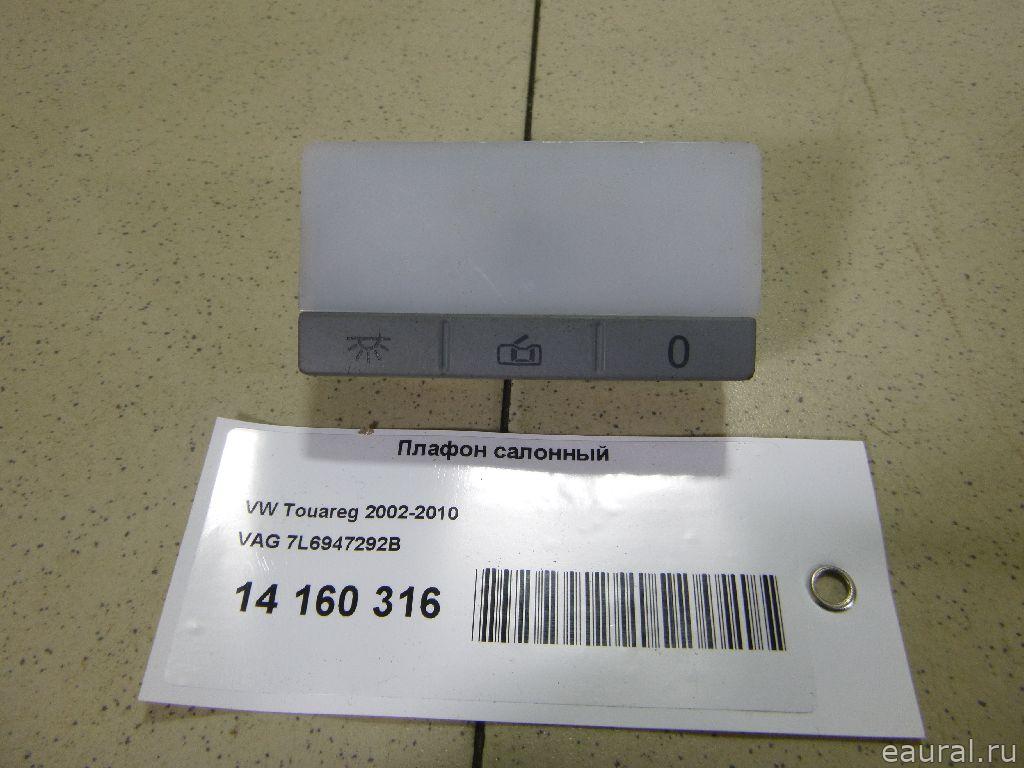 0
Плафон салонный
VW Touareg 2002-2010
VAG 7L6947292B
14 160 316
eaural.ru